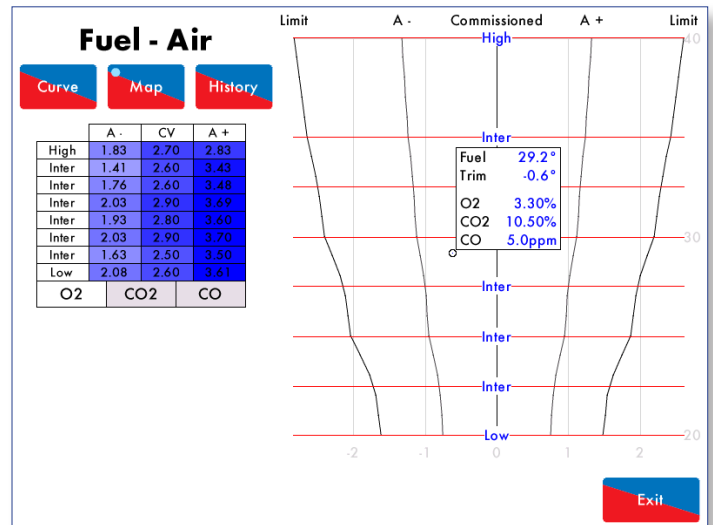 Fuel - Air
Curve Map History
A - CV A +
High 1.83 2.70 2.83
Inter 1.41 2.60 3.43
Inter 1.76 2.60 3.48
Inter 2.03 2.90 3.69
Inter 1.93 2.80 3.60
Inter 2.03 2.90 3.70
Inter 1.63 2.50 3.50
Low 2.08 2.60 3.61
O2 CO2 CO
Limit A - Commissioned A + Limit
High 40
Inter
Fuel 29.2°
Trim -0.6°
O2 3.30%
CO2 10.50%
CO 5.0ppm
30
Inter
Inter
Inter
Low 20
-2 -1 0 1 2
Exit